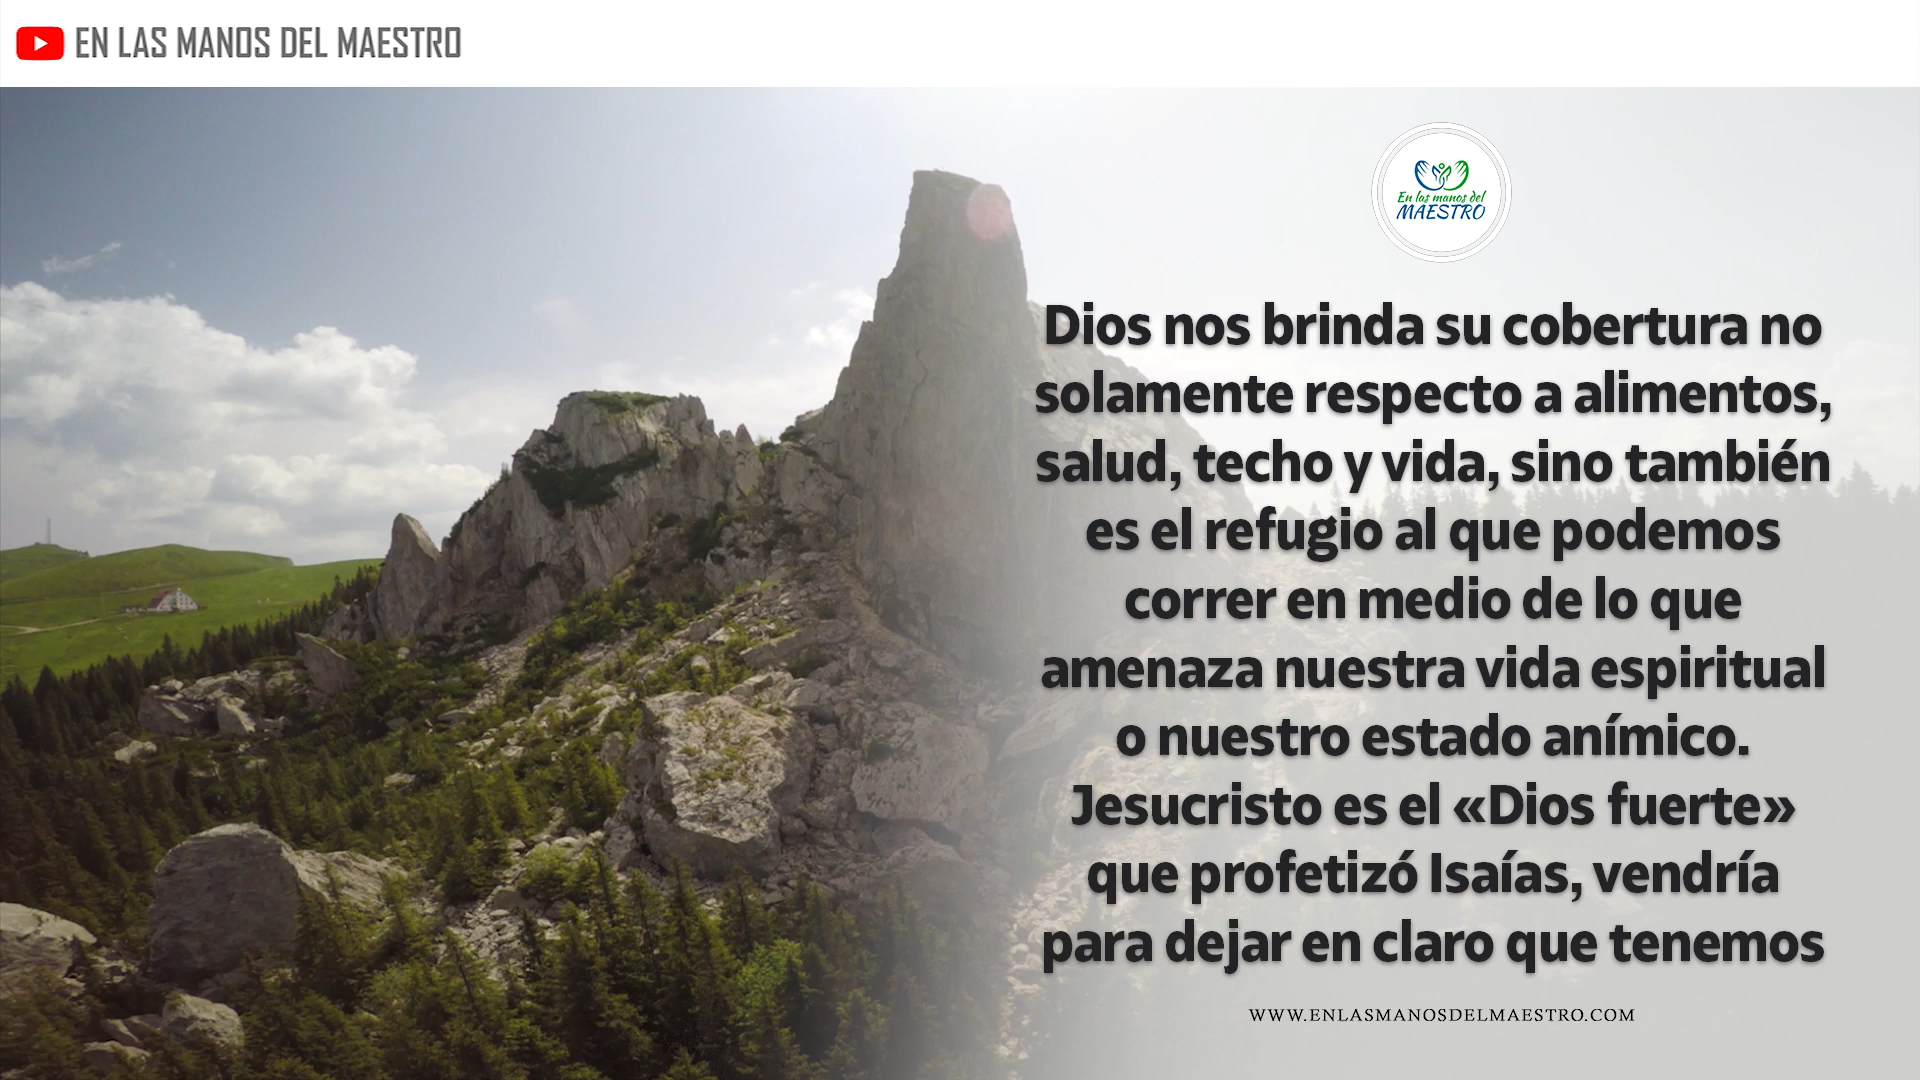 EN LAS MANOS DEL MAESTRO
En las manos del
MAESTRO
Dios nos brinda su cobertura no
solamente respecto a alimentos,
salud, techo y vida, sino también
es el refugio al que podemos
correr en medio de lo que
amenaza nuestra vida espiritual
o nuestro estado anímico.
Jesucristo es el «Dios fuerte»
que profetizó Isaías, vendría
para dejar en claro que tenemos
WWW.ENLASMANOSDELMAESTRO.COM